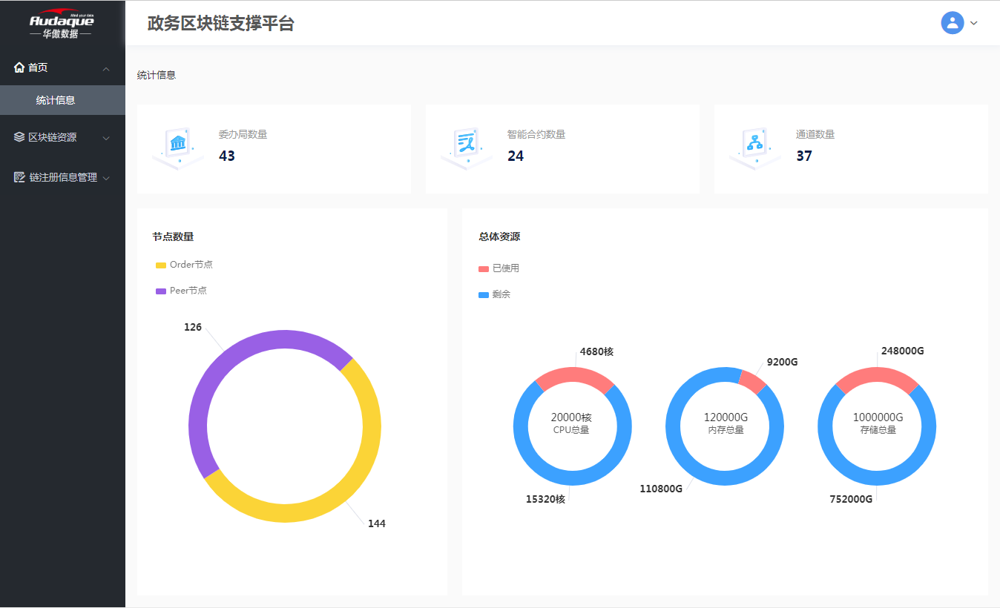 Mind your data
Audaque
华傲数据
政务区块链支撑平台
首页
统计信息
区块链资源
链注册信息管理
统计信息
委办局数量
43
智能合约数量
24
通道数量
37
节点数量
Order节点
Peer节点
126
144
总体资源
已使用
剩余
4680核
20000核
CPU总量
15320核
9200G
120000G
内存总量
110800G
248000G
1000000G
存储总量
752000G